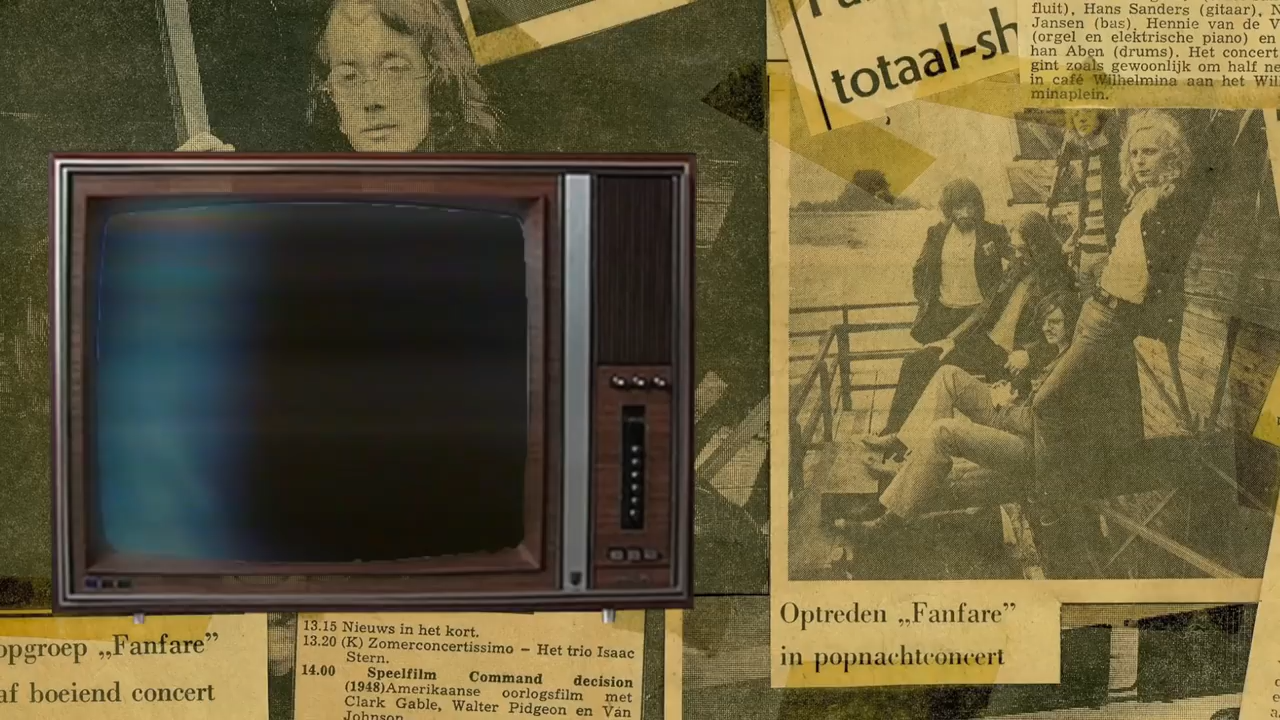 totaal-sh
fluit), Hans Sanders (gitaar), N
Jansen (bas), Hennie van de V
(orgel en elektrische piano) en
han Aben (drums). Het concert
gint zoals gewoonlijk om half ne
in café Wilhelmina aan het Wil
minaplein.
opgroep „Fanfare”
af boeiend concert
13.15 Nieuws in het kort.
13.20 (K) Zomerconcertissimo – Het trio Isaac
Stern.
14.00 Speelfilm Command decision
(1948)Amerikaanse oorlogsfilm met
Clark Gable, Walter Pidgeon en Van
Johnson.
Optreden „Fanfare”
in popnachtconcert